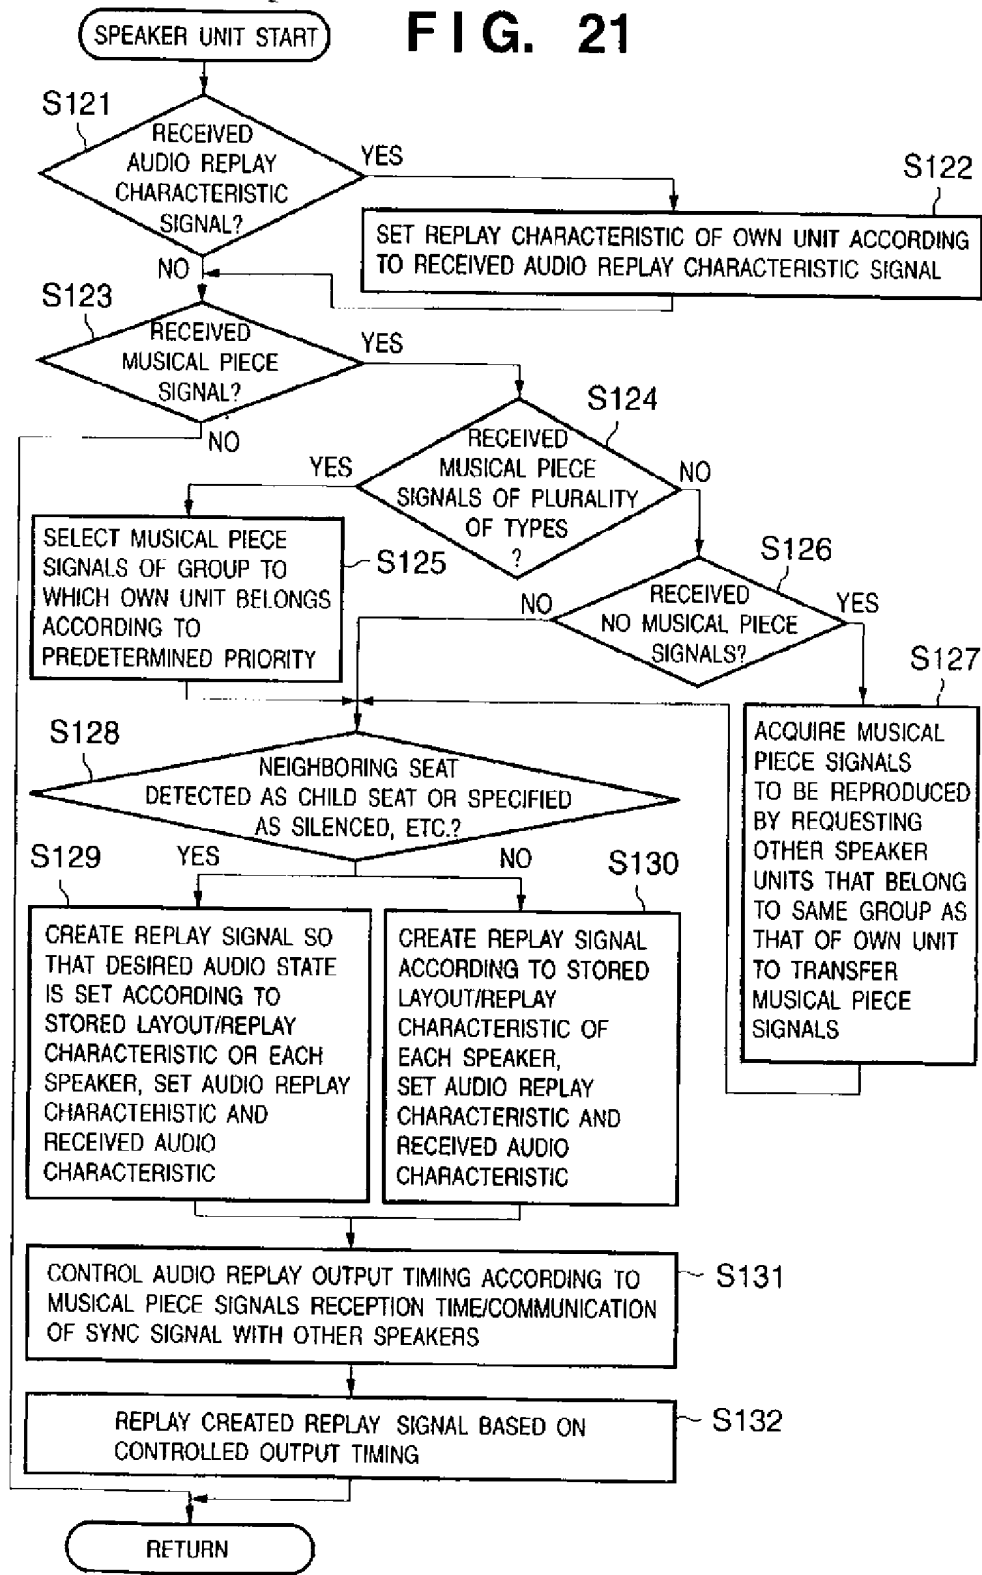 FIG. 21
SPEAKER UNIT START
S121
RECEIVED
AUDIO REPLAY
CHARACTERISTIC
SIGNAL?
YES
S122
SET REPLAY CHARACTERISTIC OF OWN UNIT ACCORDING
TO RECEIVED AUDIO REPLAY CHARACTERISTIC SIGNAL
NO
S123
RECEIVED
MUSICAL PIECE
SIGNAL?
YES
NO
S124
RECEIVED
MUSICAL PIECE
SIGNALS OF PLURALITY
OF TYPES
?
YES
NO
SELECT MUSICAL PIECE
SIGNALS OF GROUP TO
WHICH OWN UNIT BELONGS
ACCORDING TO
PREDETERMINED PRIORITY
S125
S126
RECEIVED
NO MUSICAL PIECE
SIGNALS?
NO
YES
S127
ACQUIRE MUSICAL
PIECE SIGNALS
TO BE REPRODUCED
BY REQUESTING
OTHER SPEAKER
UNITS THAT BELONG
TO SAME GROUP AS
THAT OF OWN UNIT
TO TRANSFER
MUSICAL PIECE
SIGNALS
S128
NEIGHBORING SEAT
DETECTED AS CHILD SEAT OR SPECIFIED
AS SILENCED, ETC.?
S129
YES
NO
S130
CREATE REPLAY SIGNAL SO
THAT DESIRED AUDIO STATE
IS SET ACCORDING TO
STORED LAYOUT/REPLAY
CHARACTERISTIC OR EACH
SPEAKER, SET AUDIO REPLAY
CHARACTERISTIC AND
RECEIVED AUDIO
CHARACTERISTIC
CREATE REPLAY SIGNAL
ACCORDING TO STORED
LAYOUT/REPLAY
CHARACTERISTIC OF
EACH SPEAKER,
SET AUDIO REPLAY
CHARACTERISTIC AND
RECEIVED AUDIO
CHARACTERISTIC
CONTROL AUDIO REPLAY OUTPUT TIMING ACCORDING TO
MUSICAL PIECE SIGNALS RECEPTION TIME/COMMUNICATION
OF SYNC SIGNAL WITH OTHER SPEAKERS
S131
REPLAY CREATED REPLAY SIGNAL BASED ON
CONTROLLED OUTPUT TIMING
S132
RETURN